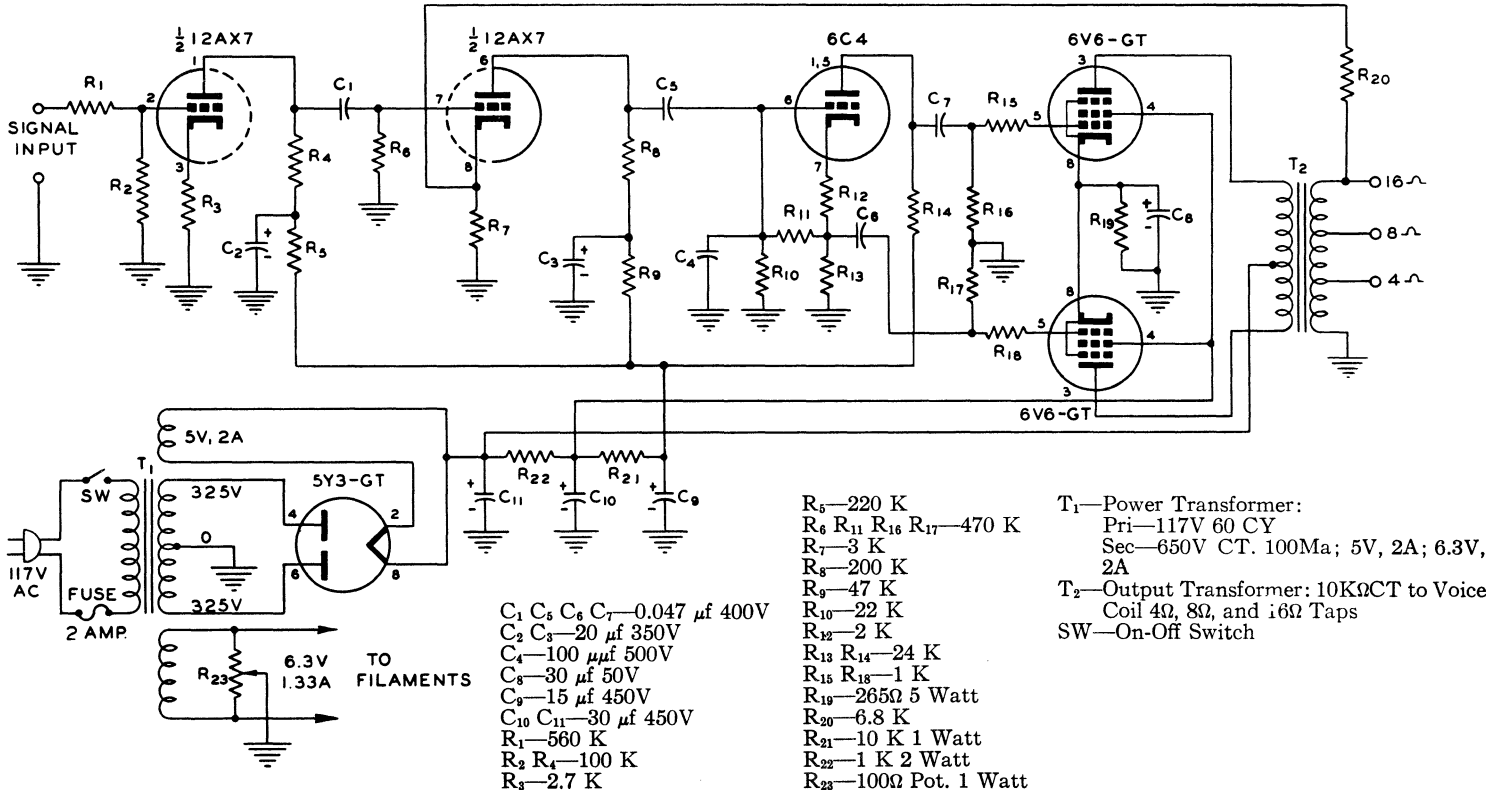 ½ 12AX7
½ 12AX7
6C4
6V6-GT
1
6
1, 5
3
R1
2
3
C1
R6
7
8
C5
6
7
C7
R15
5
4
8
R20
SIGNAL
INPUT
R2
R3
R4
C2
+
-
R5
R7
R8
C3
+
-
R9
C4
R11
R12
C6
R10
R13
R14
R16
R17
R18
R19
+
-
C8
8
5
4
3
6V6-GT
T2
16 Ω
8 Ω
4 Ω
5V, 2A
T1
SW
325V
0
325V
117V
AC
FUSE
2 AMP.
5Y3-GT
4
2
6
8
R22
R21
+
-
C11
+
-
C10
+
-
C9
R23
6.3V
1.33A
TO
FILAMENTS
C1 C5 C6 C7—0.047 μf 400V
C2 C3—20 μf 350V
C4—100 μμf 500V
C8—30 μf 50V
C9—15 μf 450V
C10 C11—30 μf 450V
R1—560 K
R2 R4—100 K
R3—2.7 K
R5—220 K
R6 R11 R16 R17—470 K
R7—3 K
R8—200 K
R9—47 K
R10—22 K
R12—2 K
R13 R14—24 K
R15 R18—1 K
R19—265Ω 5 Watt
R20—6.8 K
R21—10 K 1 Watt
R22—1 K 2 Watt
R23—100Ω Pot. 1 Watt
T1—Power Transformer:
Pri—117V 60 CY
Sec—650V CT. 100Ma; 5V, 2A; 6.3V,
2A
T2—Output Transformer: 10KΩCT to Voice
Coil 4Ω, 8Ω, and 16Ω Taps
SW—On-Off Switch